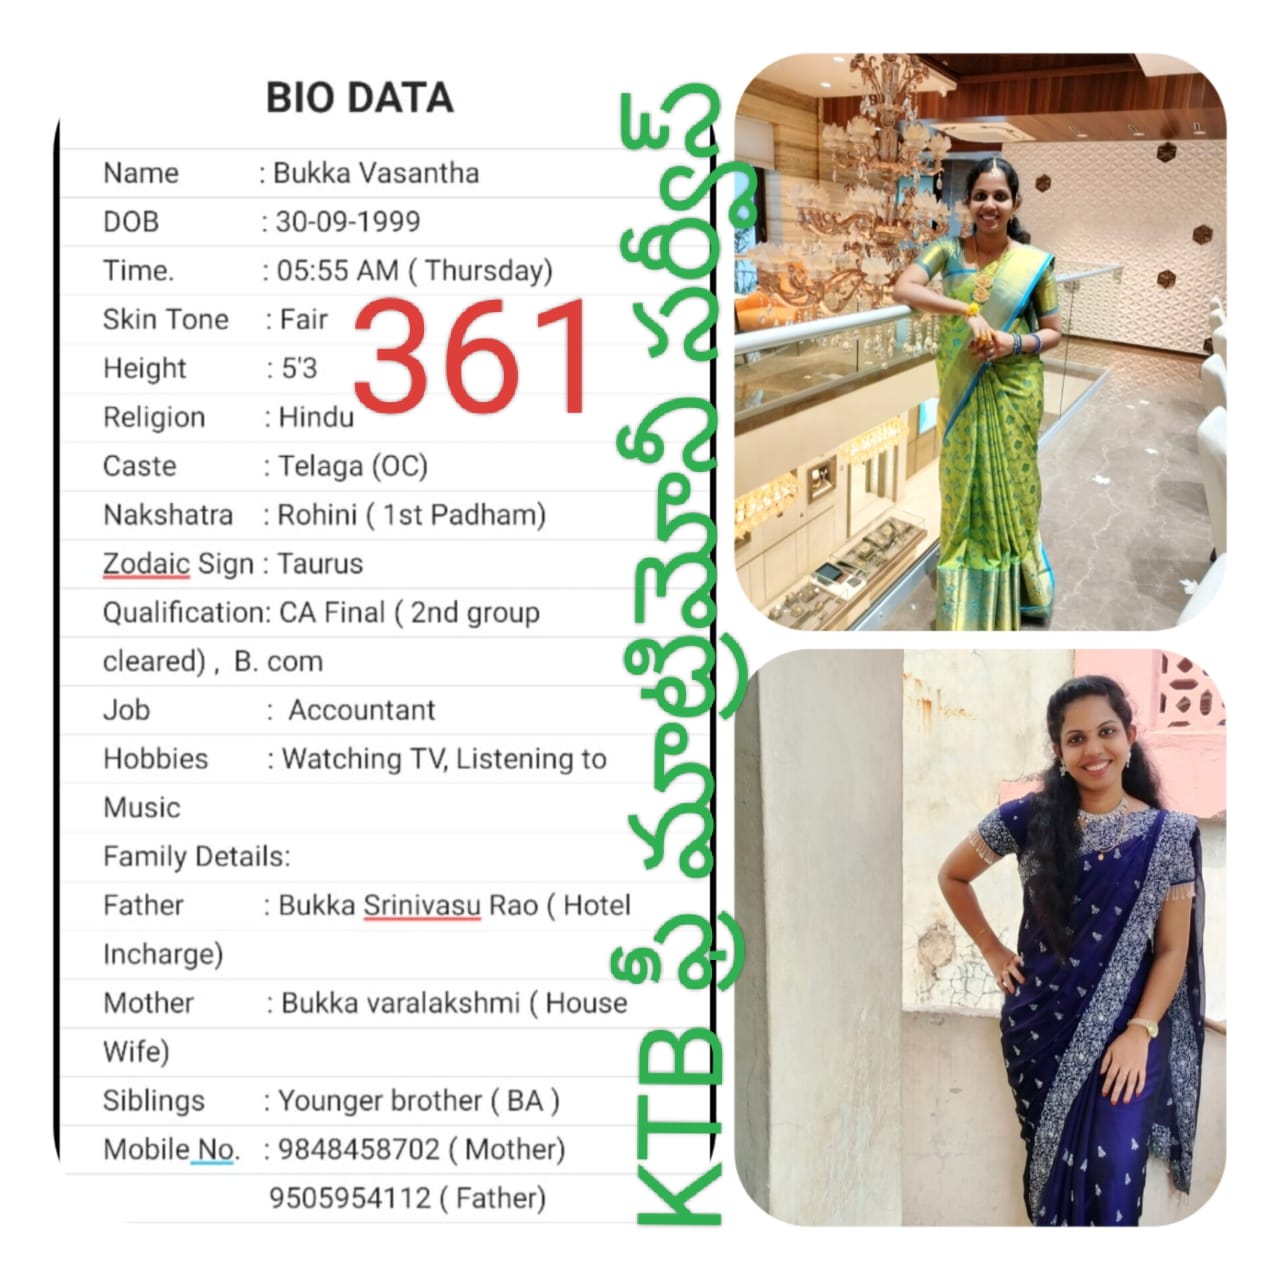 BIO DATA
Name : Bukka Vasantha
DOB : 30-09-1999
Time. : 05:55 AM ( Thursday)
Skin Tone : Fair
361
Height : 5'3
Religion : Hindu
Caste : Telaga (OC)
Nakshatra : Rohini ( 1st Padham)
Zodaic Sign : Taurus
Qualification: CA Final ( 2nd group
cleared) , B. com
Job : Accountant
Hobbies : Watching TV, Listening to
Music
Family Details:
Father : Bukka Srinivasu Rao ( Hotel
Incharge)
Mother : Bukka varalakshmi ( House
Wife)
Siblings : Younger brother ( BA )
Mobile No. : 9848458702 ( Mother)
9505954112 ( Father)
KTB ఫ్రీ మాట్రిమోనీ సర్వీస్